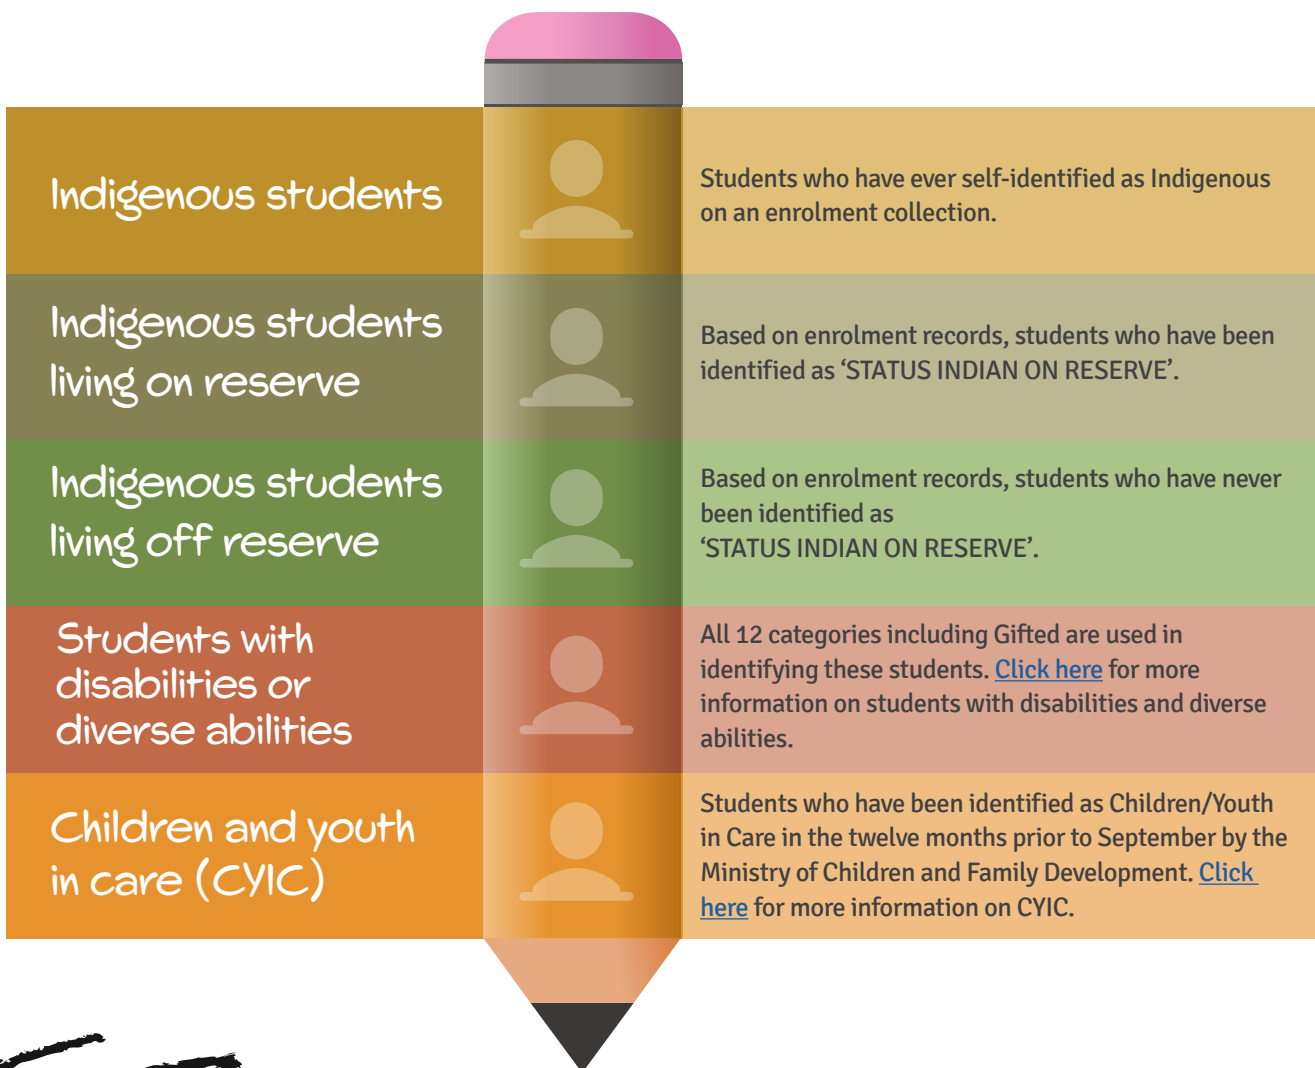 Indigenous students
Students who have ever self-identified as Indigenous
on an enrolment collection.
Indigenous students
living on reserve
Based on enrolment records, students who have been
identified as ‘STATUS INDIAN ON RESERVE’.
Indigenous students
living off reserve
Based on enrolment records, students who have never
been identified as
‘STATUS INDIAN ON RESERVE’.
Students with
disabilities or
diverse abilities
All 12 categories including Gifted are used in
identifying these students. Click here for more
information on students with disabilities and diverse
abilities.
Children and youth
in care (CYIC)
Students who have been identified as Children/Youth
in Care in the twelve months prior to September by the
Ministry of Children and Family Development. Click
here for more information on CYIC.